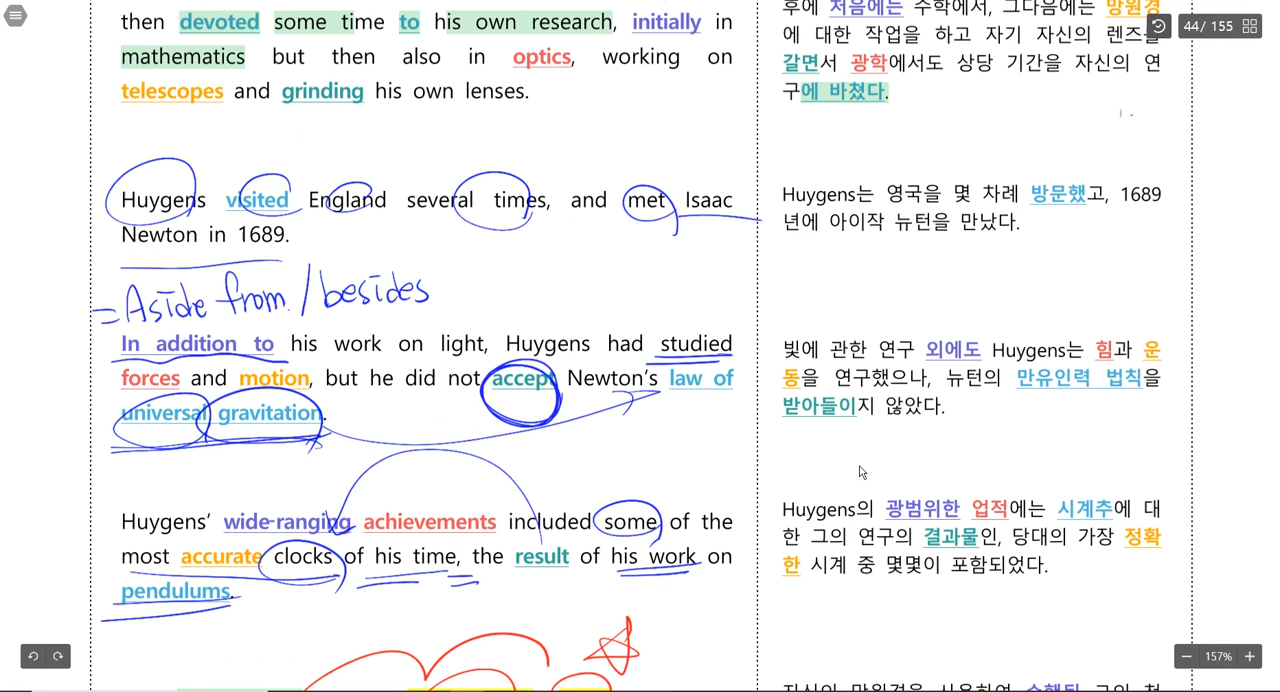 then devoted some time to his own research, initially in
mathematics but then also in optics, working on
telescopes and grinding his own lenses.
Huygens visited England several times, and met Isaac
Newton in 1689.
= Aside from / besides
In addition to his work on light, Huygens had studied
forces and motion, but he did not accept Newton's law of
universal gravitation.
Huygens' wide-ranging achievements included some of the
most accurate clocks of his time, the result of his work on
pendulums.
후에 처음에는 수학에서, 그다음에는 망원경
에 대한 작업을 하고 자기 자신의 렌즈를
갈면서 광학에서도 상당 기간을 자신의 연
구에 바쳤다.
Huygens는 영국을 몇 차례 방문했고, 1689
년에 아이작 뉴턴을 만났다.
빛에 관한 연구 외에도 Huygens는 힘과 운
동을 연구했으나, 뉴턴의 만유인력 법칙을
받아들이지 않았다.
Huygens의 광범위한 업적에는 시계추에 대
한 그의 연구의 결과물인, 당대의 가장 정확
한 시계 중 몇몇이 포함되었다.
44 / 155
157%